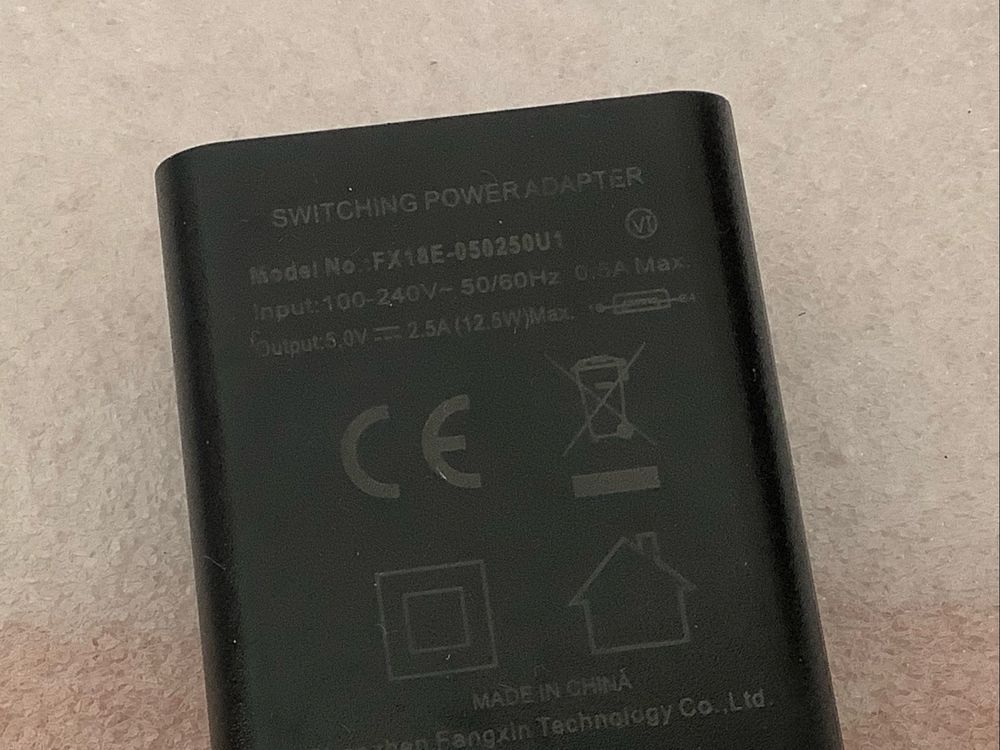 SWITCHING POWER ADAPTER
VI
Model No.:FX18E-050250U1
Input:100-240V~ 50/60Hz 0.5A Max.
Output:5.0V ⎓ 2.5A(12.5W)Max.
CE
MADE IN CHINA
Fangxin Technology Co.,Ltd.